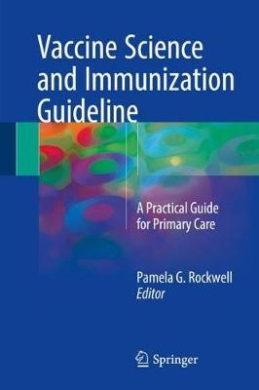 Vaccine Science
and Immunization
Guideline
A Practical Guide
for Primary Care
Pamela G. Rockwell
Editor
Springer